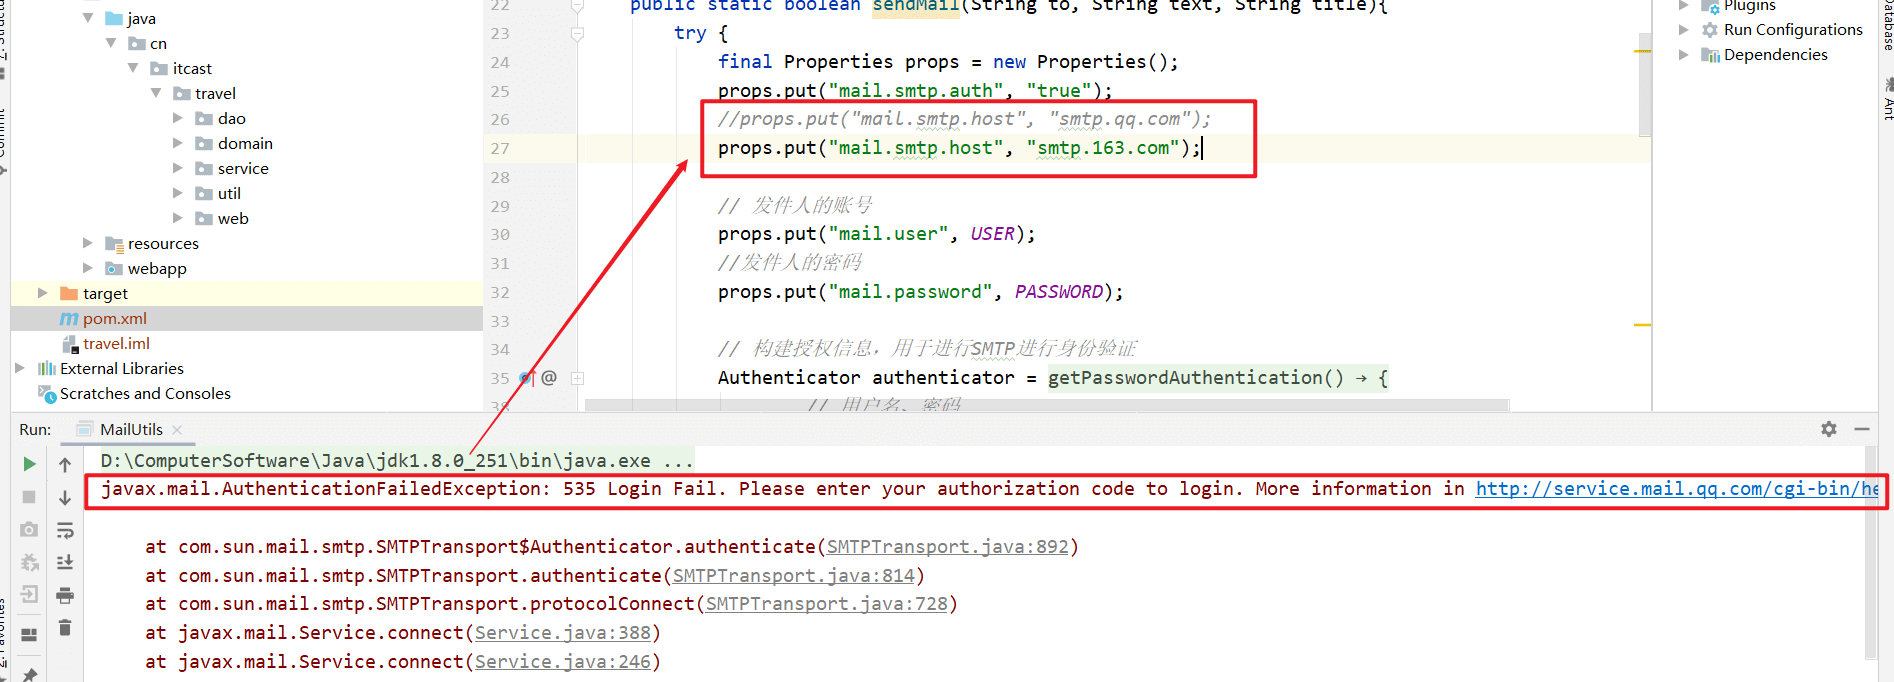 java
cn
itcast
travel
dao
domain
service
util
web
resources
webapp
target
pom.xml
travel.iml
External Libraries
Scratches and Consoles
22 public static boolean sendMail(String to, String text, String title){
23 try {
24 final Properties props = new Properties();
25 props.put("mail.smtp.auth", "true");
26 //props.put("mail.smtp.host", "smtp.qq.com");
27 props.put("mail.smtp.host", "smtp.163.com");
28
29 // 发件人的账号
30 props.put("mail.user", USER);
31 //发件人的密码
32 props.put("mail.password", PASSWORD);
33
34 // 构建授权信息，用于进行SMTP进行身份验证
35 @ Authenticator authenticator = getPasswordAuthentication() → {
38 // 用户名、密码
Plugins
Run Configurations
Dependencies
Database
Ant
Commit
Run: MailUtils
D:\ComputerSoftware\Java\jdk1.8.0_251\bin\java.exe ...
javax.mail.AuthenticationFailedException: 535 Login Fail. Please enter your authorization code to login. More information in http://service.mail.qq.com/cgi-bin/he
at com.sun.mail.smtp.SMTPTransport$Authenticator.authenticate(SMTPTransport.java:892)
at com.sun.mail.smtp.SMTPTransport.authenticate(SMTPTransport.java:814)
at com.sun.mail.smtp.SMTPTransport.protocolConnect(SMTPTransport.java:728)
at javax.mail.Service.connect(Service.java:388)
at javax.mail.Service.connect(Service.java:246)